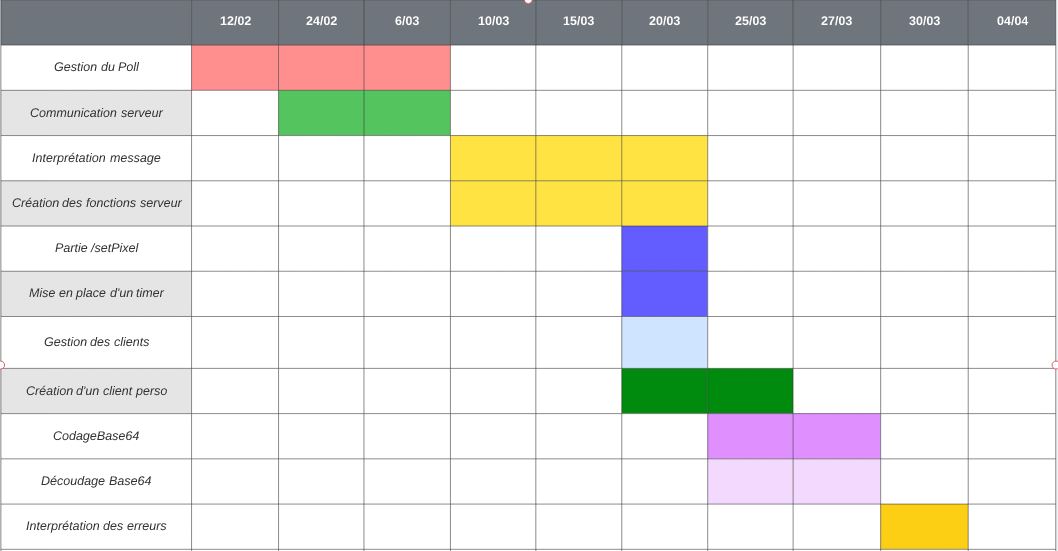 12/02 24/02 6/03 10/03 15/03 20/03 25/03 27/03 30/03 04/04
Gestion du Poll
Communication serveur
Interprétation message
Création des fonctions serveur
Partie /setPixel
Mise en place d'un timer
Gestion des clients
Création d'un client perso
CodageBase64
Découdage Base64
Interprétation des erreurs